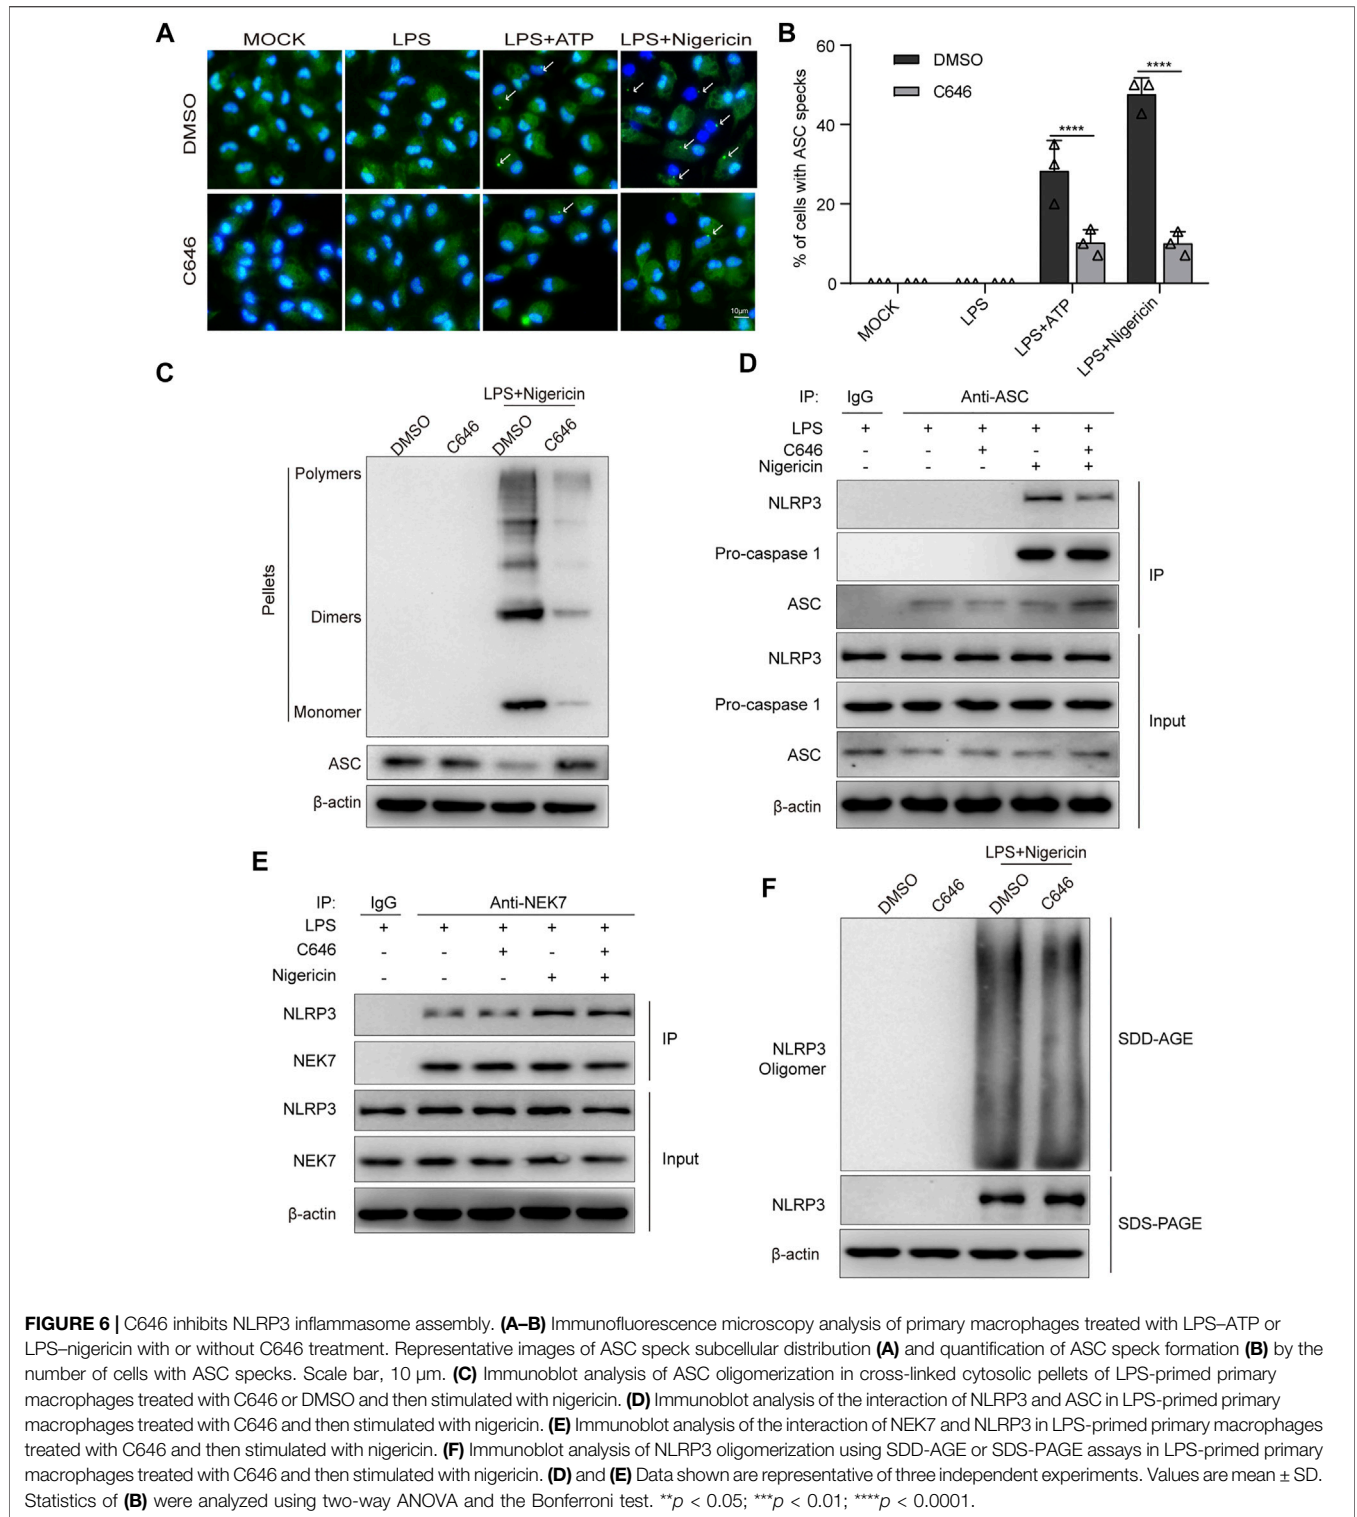 A
MOCK LPS LPS+ATP LPS+Nigericin
DMSO
C646
10μm
B
60
40
20
0
% of cells with ASC specks
DMSO
C646
**** ****
MOCK LPS LPS+ATP LPS+Nigericin
C
LPS+Nigericin
DMSO C646 DMSO C646
Polymers
Pellets
Dimers
Monomer
ASC
β-actin
D
IP: IgG Anti-ASC
LPS + + + + +
C646 - - + - +
Nigericin - - - + +
NLRP3
Pro-caspase 1
ASC
IP
NLRP3
Pro-caspase 1
ASC
β-actin
Input
E
IP: IgG Anti-NEK7
LPS + + + + +
C646 - - + - +
Nigericin - - - + +
NLRP3
NEK7
IP
NLRP3
NEK7
β-actin
Input
F
LPS+Nigericin
DMSO C646 DMSO C646
NLRP3
Oligomer
SDD-AGE
NLRP3
β-actin
SDS-PAGE
FIGURE 6 | C646 inhibits NLRP3 inflammasome assembly. (A–B) Immunofluorescence microscopy analysis of primary macrophages treated with LPS–ATP or
LPS–nigericin with or without C646 treatment. Representative images of ASC speck subcellular distribution (A) and quantification of ASC speck formation (B) by the
number of cells with ASC specks. Scale bar, 10 μm. (C) Immunoblot analysis of ASC oligomerization in cross-linked cytosolic pellets of LPS-primed primary
macrophages treated with C646 or DMSO and then stimulated with nigericin. (D) Immunoblot analysis of the interaction of NLRP3 and ASC in LPS-primed primary
macrophages treated with C646 and then stimulated with nigericin. (E) Immunoblot analysis of the interaction of NEK7 and NLRP3 in LPS-primed primary macrophages
treated with C646 and then stimulated with nigericin. (F) Immunoblot analysis of NLRP3 oligomerization using SDD-AGE or SDS-PAGE assays in LPS-primed primary
macrophages treated with C646 and then stimulated with nigericin. (D) and (E) Data shown are representative of three independent experiments. Values are mean ± SD.
Statistics of (B) were analyzed using two-way ANOVA and the Bonferroni test. **p < 0.05; ***p < 0.01; ****p < 0.0001.